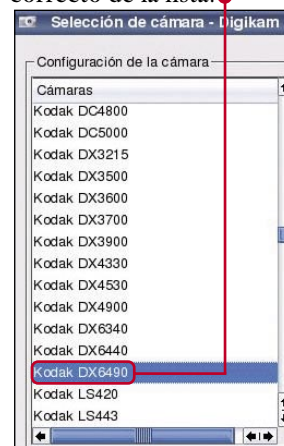 correcto de la lista.
Selección de cámara - Digikam
Configuración de la cámara
Cámaras
Kodak DC4800
Kodak DC5000
Kodak DX3215
Kodak DX3500
Kodak DX3600
Kodak DX3700
Kodak DX3900
Kodak DX4330
Kodak DX4530
Kodak DX4900
Kodak DX6340
Kodak DX6440
Kodak DX6490
Kodak LS420
Kodak LS443